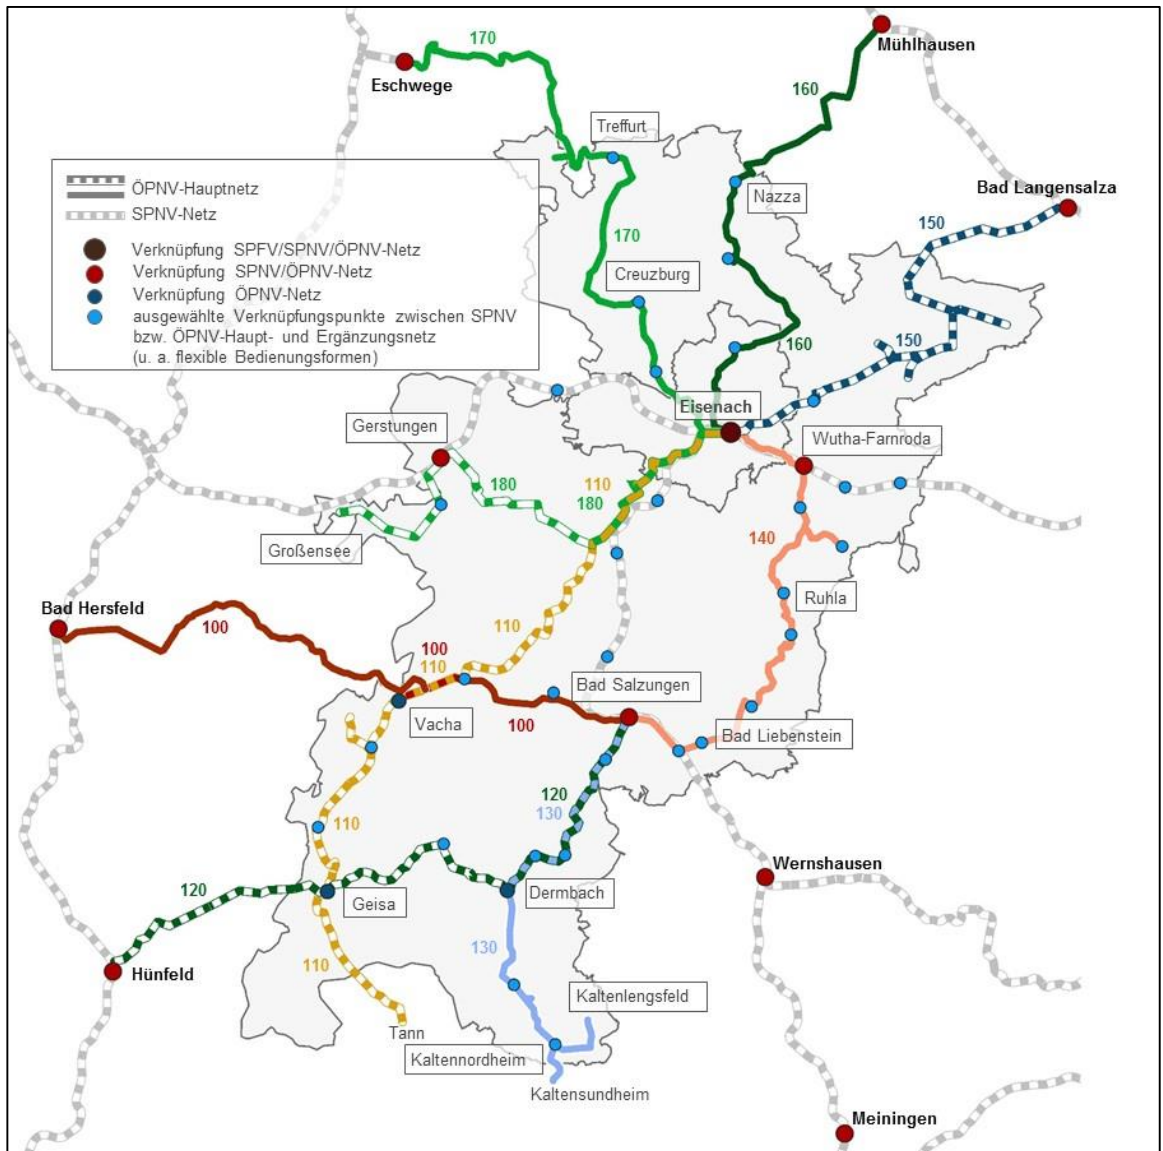 170
Mühlhausen
Eschwege
160
Treffurt
ÖPNV-Hauptnetz
SPNV-Netz
Verknüpfung SPFV/SPNV/ÖPNV-Netz
Verknüpfung SPNV/ÖPNV-Netz
Verknüpfung ÖPNV-Netz
ausgewählte Verknüpfungspunkte zwischen SPNV
bzw. ÖPNV-Haupt- und Ergänzungsnetz
(u. a. flexible Bedienungsformen)
Bad Langensalza
Nazza
150
170
Creuzburg
160
150
Eisenach
Gerstungen
Wutha-Farnroda
180
110
180
140
Großensee
Ruhla
Bad Hersfeld
100
110
100
110
Bad Salzungen
Vacha
100
Bad Liebenstein
120
130
110
Wernshausen
120
Geisa
Dermbach
130
110
Hünfeld
Kaltenlengsfeld
Tann
Kaltennordheim
Kaltensundheim
Meiningen